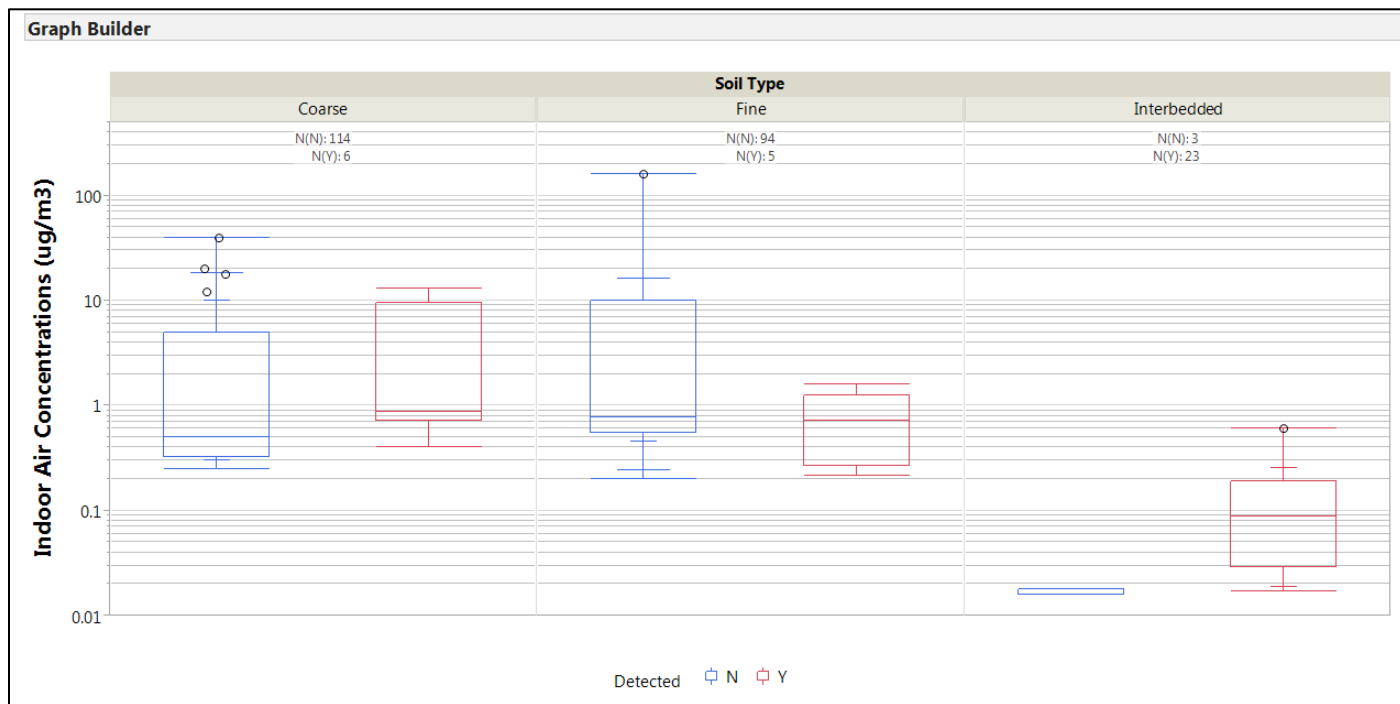 Graph Builder
Soil Type
Coarse Fine Interbedded
N(N): 114 N(N): 94 N(N): 3
N(Y): 6 N(Y): 5 N(Y): 23
Indoor Air Concentrations (ug/m3)
100
10
1
0.1
0.01
Detected N Y